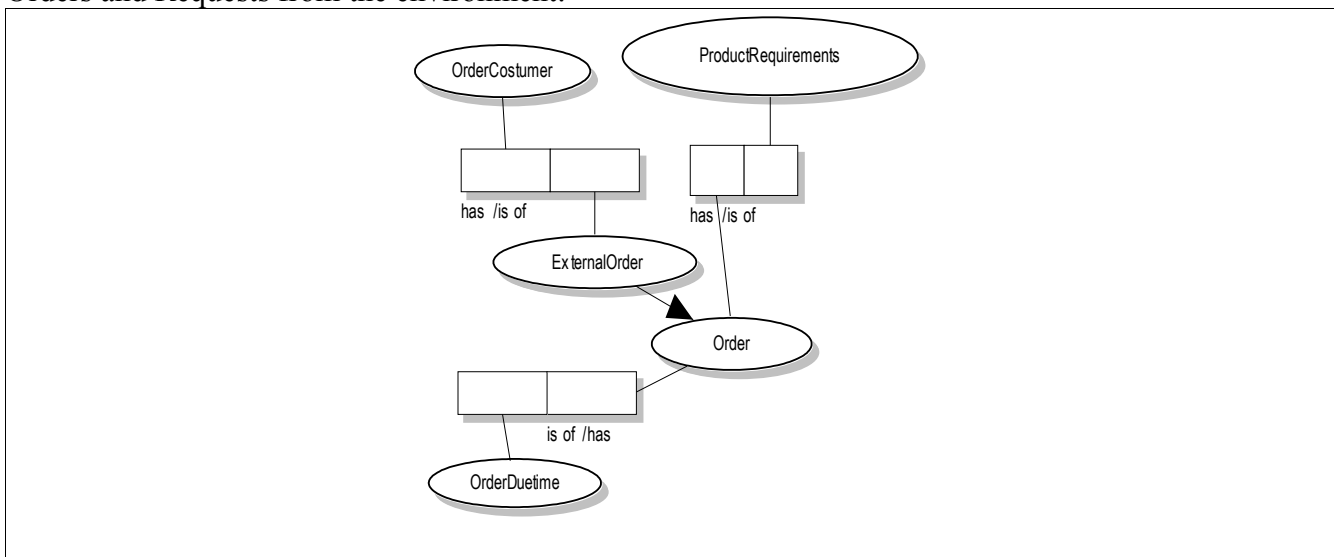 Orders and Requests from the environment.
ProductRequirements
OrderCostumer
has /is of
has /is of
ExternalOrder
Order
is of /has
OrderDuetime